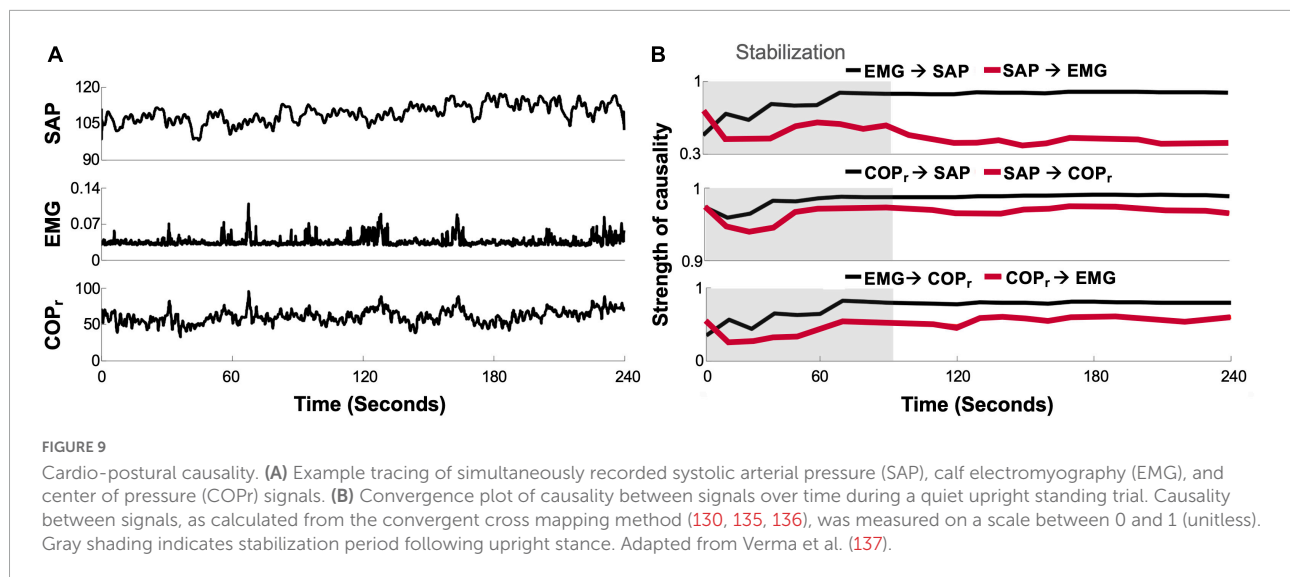 A
SAP
120
105
90
EMG
0.14
0.07
0
COPr
100
50
0
0 60 120 180 240
Time (Seconds)
B
Stabilization
Strength of causality
EMG → SAP SAP → EMG
1
0.3
COPr → SAP SAP → COPr
1
0.9
EMG→ COPr COPr → EMG
1
0
0 60 120 180 240
Time (Seconds)
FIGURE 9
Cardio-postural causality. (A) Example tracing of simultaneously recorded systolic arterial pressure (SAP), calf electromyography (EMG), and
center of pressure (COPr) signals. (B) Convergence plot of causality between signals over time during a quiet upright standing trial. Causality
between signals, as calculated from the convergent cross mapping method (130, 135, 136), was measured on a scale between 0 and 1 (unitless).
Gray shading indicates stabilization period following upright stance. Adapted from Verma et al. (137).